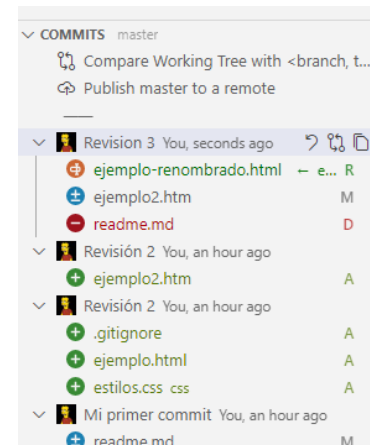 COMMITS master
Compare Working Tree with <branch, t...
Publish master to a remote
Revision 3 You, seconds ago
ejemplo-renombrado.html ← e... R
ejemplo2.htm M
readme.md D
Revisión 2 You, an hour ago
ejemplo2.htm A
Revisión 2 You, an hour ago
.gitignore A
ejemplo.html A
estilos.css css A
Mi primer commit You, an hour ago
readme.md M